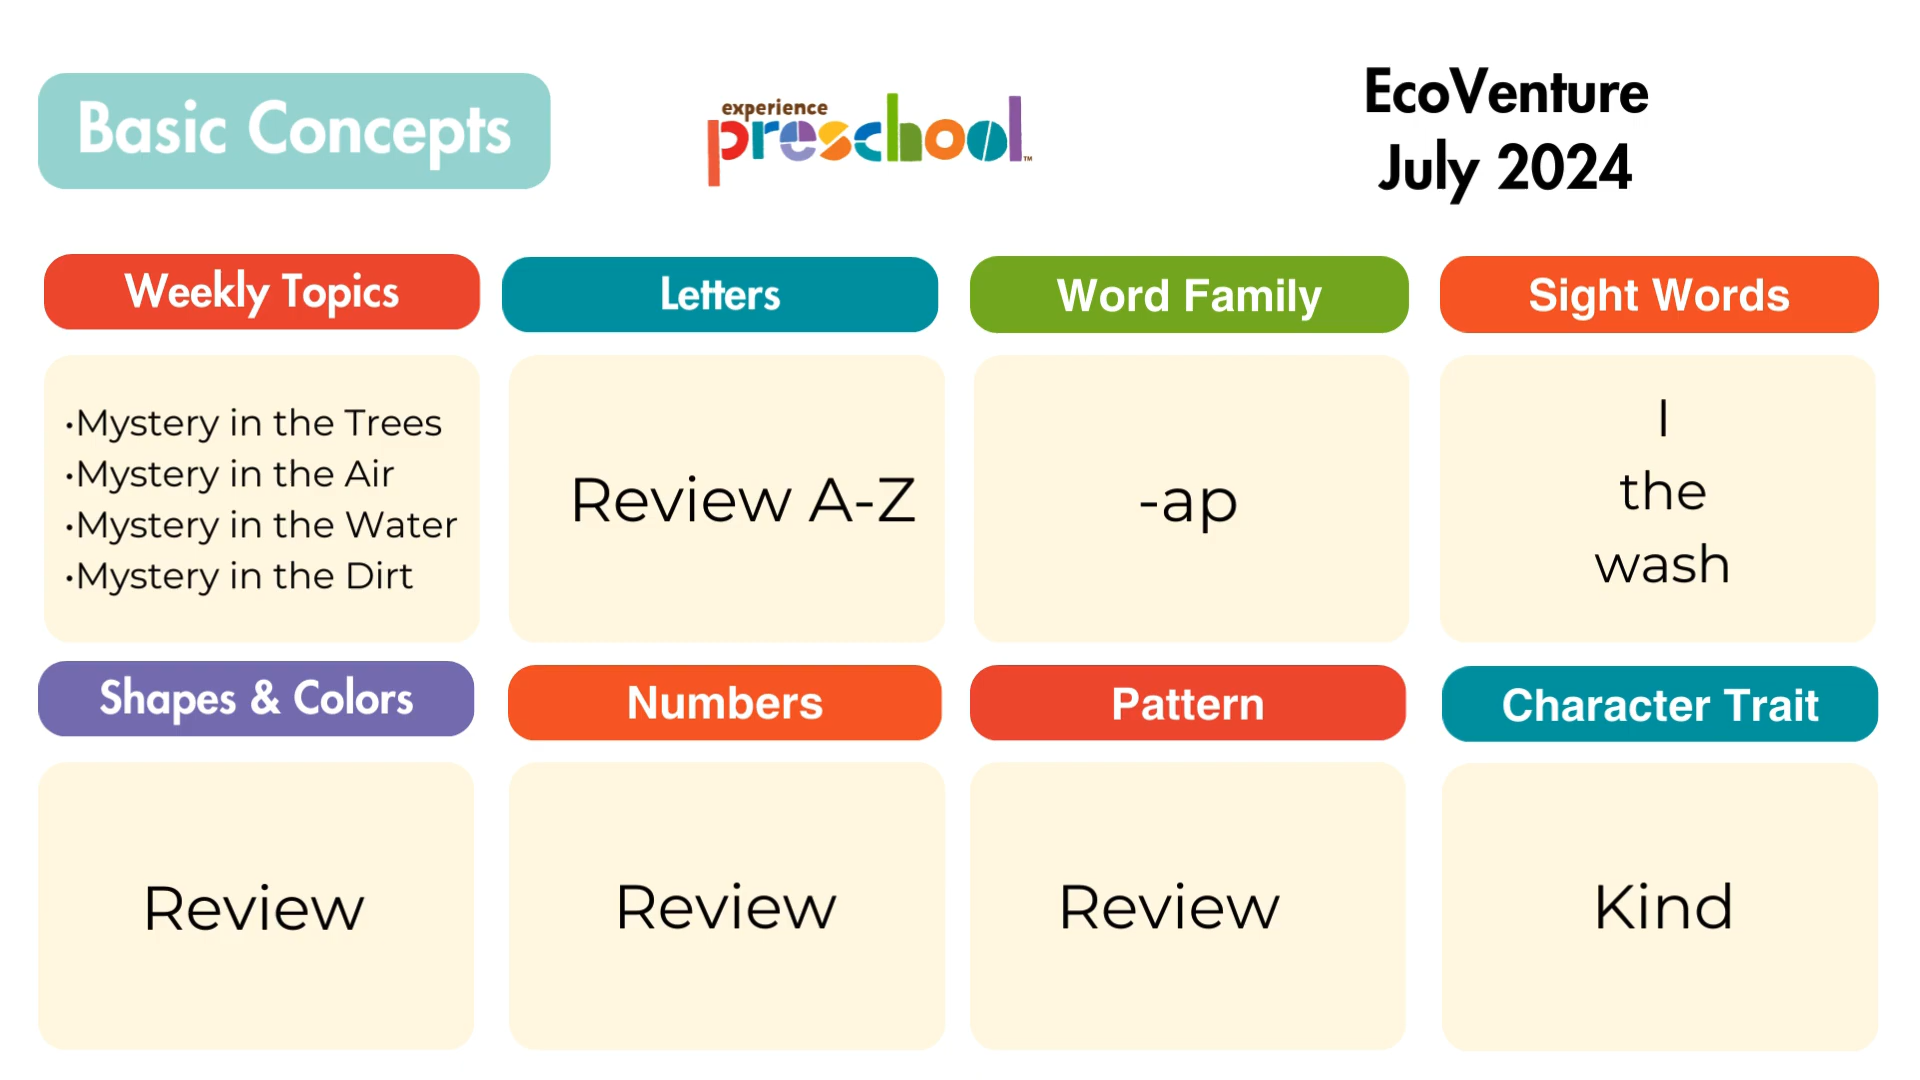 Basic Concepts
experience
preschool™
EcoVenture
July 2024
Weekly Topics
•Mystery in the Trees
•Mystery in the Air
•Mystery in the Water
•Mystery in the Dirt
Letters
Review A-Z
Word Family
-ap
Sight Words
I
the
wash
Shapes & Colors
Review
Numbers
Review
Pattern
Review
Character Trait
Kind